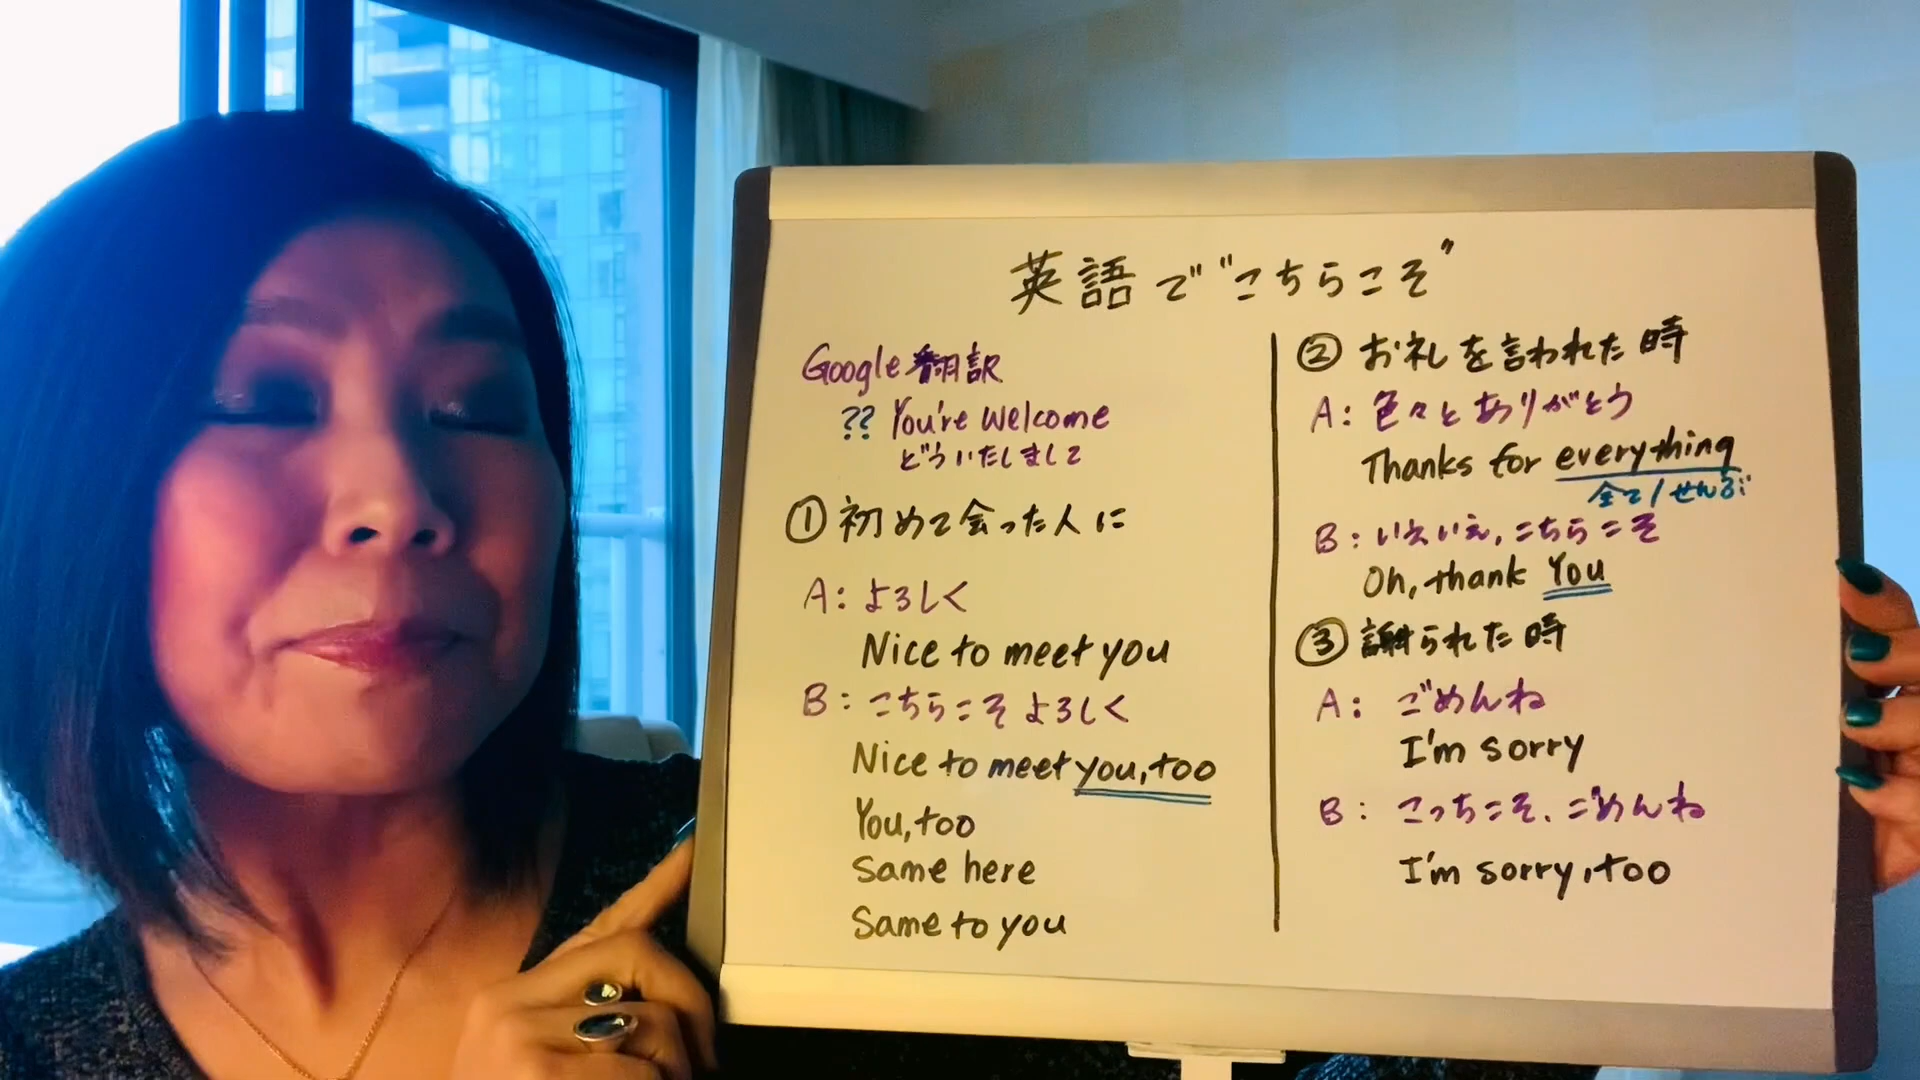 英語で"こちらこそ"
Google 翻訳
?? You're welcome
どういたしまして
① 初めて会った人に
A: よろしく
Nice to meet you
B: こちらこそよろしく
Nice to meet you, too
You, too
Same here
Same to you
② お礼を言われた時
A: 色々とありがとう
Thanks for everything
全て/ぜんぶ
B: いえいえ, こちらこそ
Oh, thank You
③ 謝られた時
A: ごめんね
I'm sorry
B: こっちこそ、ごめんね
I'm sorry, too